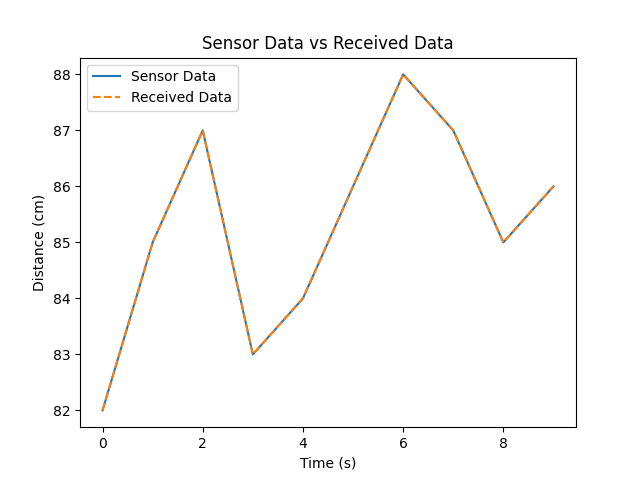 Sensor Data vs Received Data
Sensor Data
Received Data
88
87
86
85
84
83
82
Distance (cm)
0 2 4 6 8
Time (s)